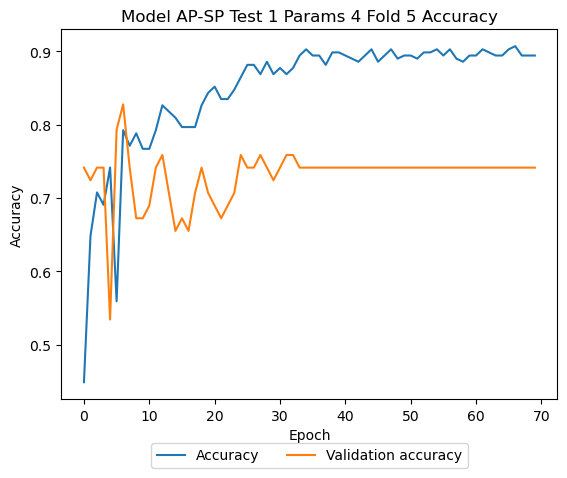 Model AP-SP Test 1 Params 4 Fold 5 Accuracy
Accuracy
0.9
0.8
0.7
0.6
0.5
0 10 20 30 40 50 60 70
Epoch
Accuracy Validation accuracy